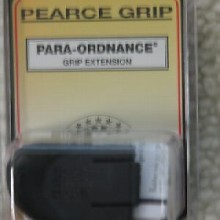 PEARCE GRIP
PARA-ORDNANCE®
GRIP EXTENSION